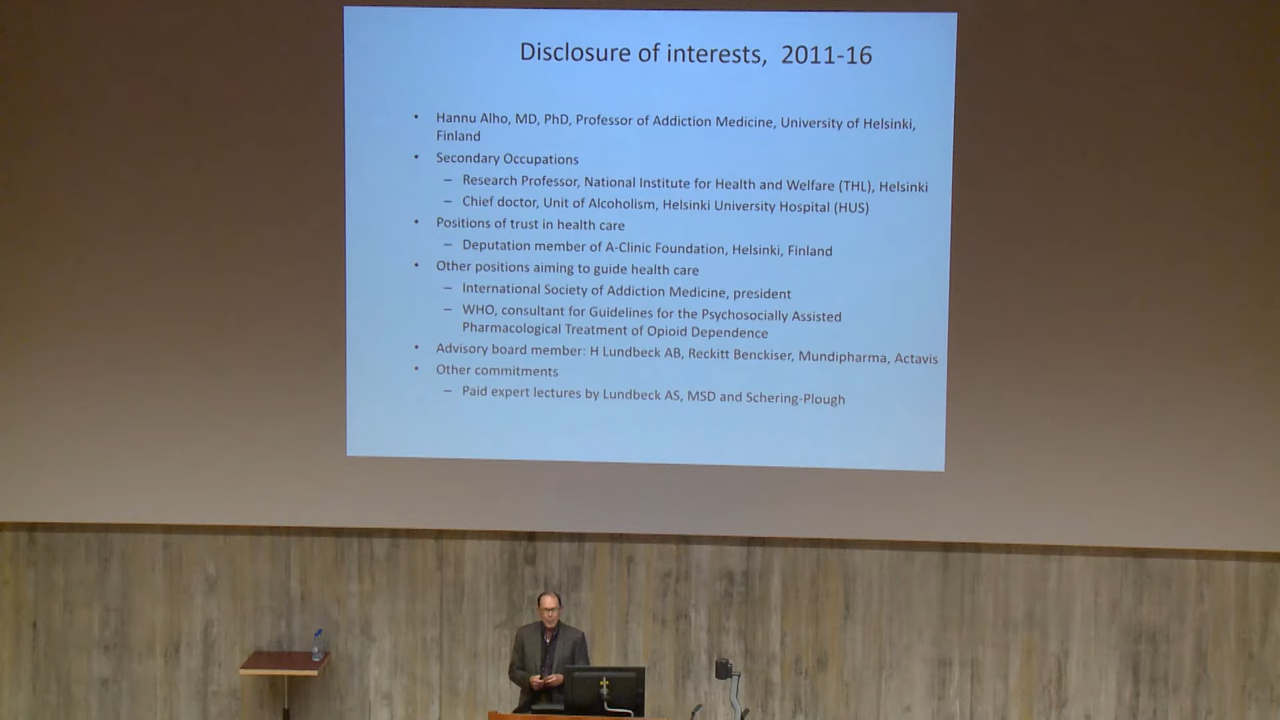 Disclosure of interests, 2011-16
• Hannu Alho, MD, PhD, Professor of Addiction Medicine, University of Helsinki,
Finland
• Secondary Occupations
– Research Professor, National Institute for Health and Welfare (THL), Helsinki
– Chief doctor, Unit of Alcoholism, Helsinki University Hospital (HUS)
• Positions of trust in health care
– Deputation member of A-Clinic Foundation, Helsinki, Finland
• Other positions aiming to guide health care
– International Society of Addiction Medicine, president
– WHO, consultant for Guidelines for the Psychosocially Assisted
Pharmacological Treatment of Opioid Dependence
• Advisory board member: H Lundbeck AB, Reckitt Benckiser, Mundipharma, Actavis
• Other commitments
– Paid expert lectures by Lundbeck AS, MSD and Schering-Plough